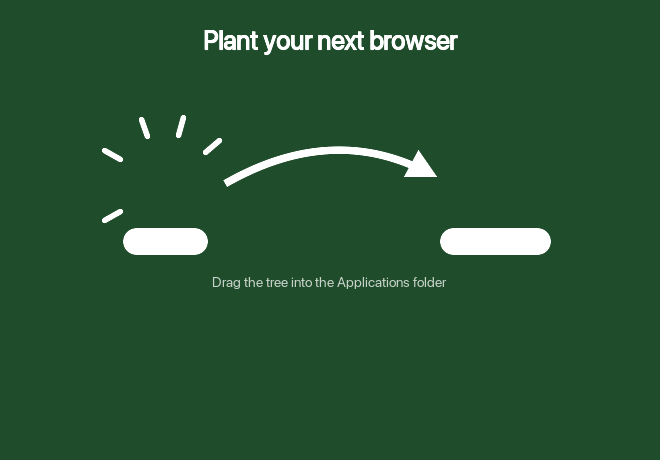 Plant your next browser
Drag the tree into the Applications folder